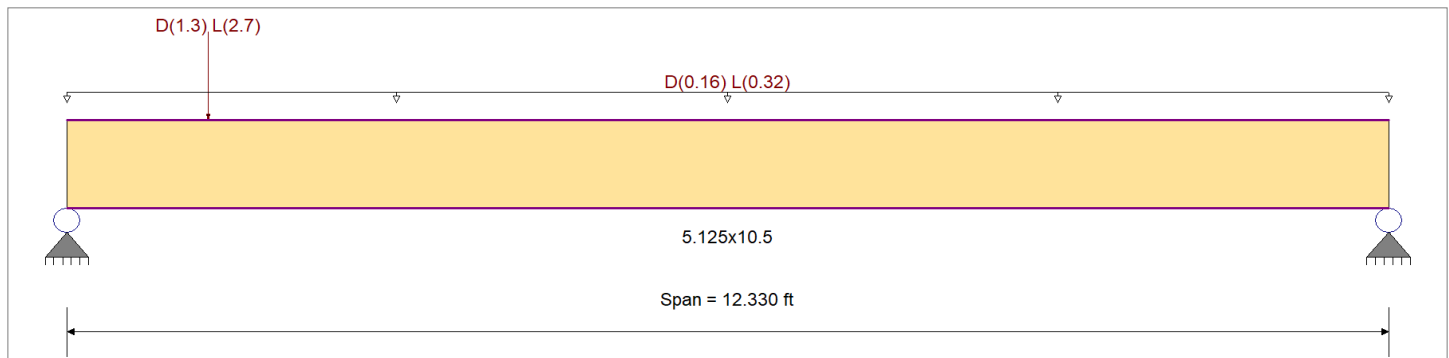 D(1.3) L(2.7)
D(0.16) L(0.32)
5.125x10.5
Span = 12.330 ft